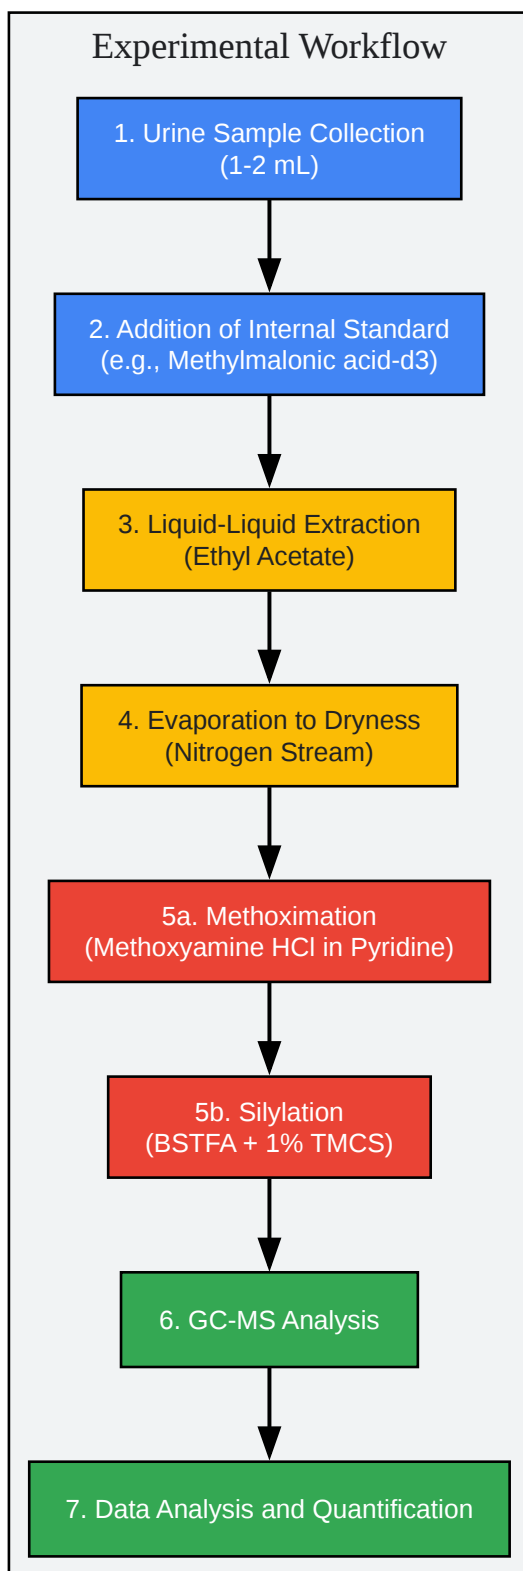 Experimental Workflow
1. Urine Sample Collection
(1-2 mL)
2. Addition of Internal Standard
(e.g., Methylmalonic acid-d3)
3. Liquid-Liquid Extraction
(Ethyl Acetate)
4. Evaporation to Dryness
(Nitrogen Stream)
5a. Methoximation
(Methoxyamine HCl in Pyridine)
5b. Silylation
(BSTFA + 1% TMCS)
6. GC-MS Analysis
7. Data Analysis and Quantification